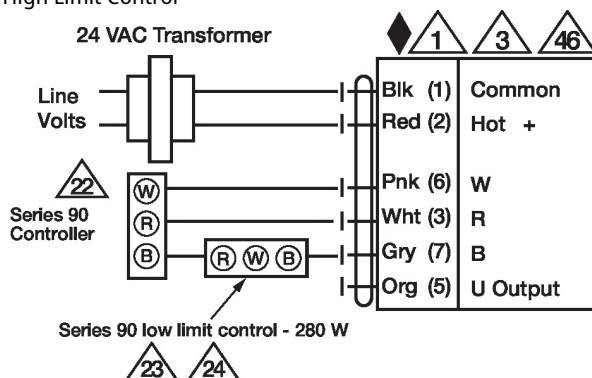 High Limit Control
24 VAC Transformer
1 3 46
Line Volts
Blk (1) Common
Red (2) Hot +
22
Series 90 Controller
W
R
B
R W B
Pnk (6) W
Wht (3) R
Gry (7) B
Org (5) U Output
Series 90 low limit control - 280 W
23 24